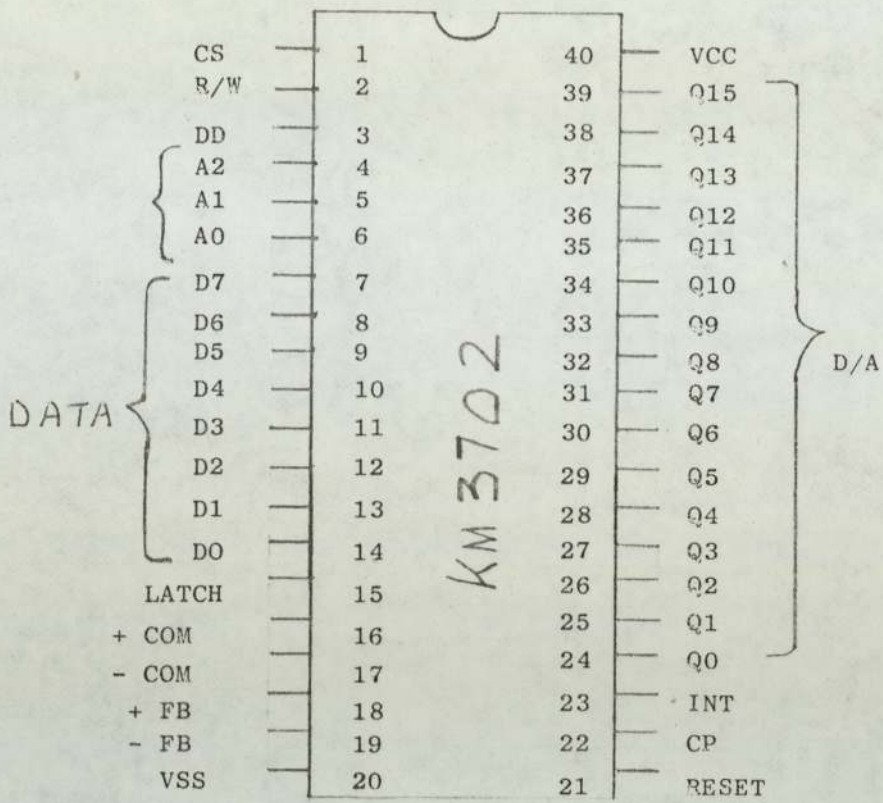 CS 1 40 VCC
R/W 2 39 Q15
DD 3 38 Q14
A2 4 37 Q13
A1 5 36 Q12
A0 6 35 Q11
D7 7 34 Q10
D6 8 33 Q9
D5 9 32 Q8
D/A
D4 10 31 Q7
DATA
D3 11 30 Q6
D2 12 29 Q5
D1 13 28 Q4
D0 14 27 Q3
KM3702
LATCH 15 26 Q2
+ COM 16 25 Q1
- COM 17 24 Q0
+ FB 18 23 INT
- FB 19 22 CP
VSS 20 21 RESET